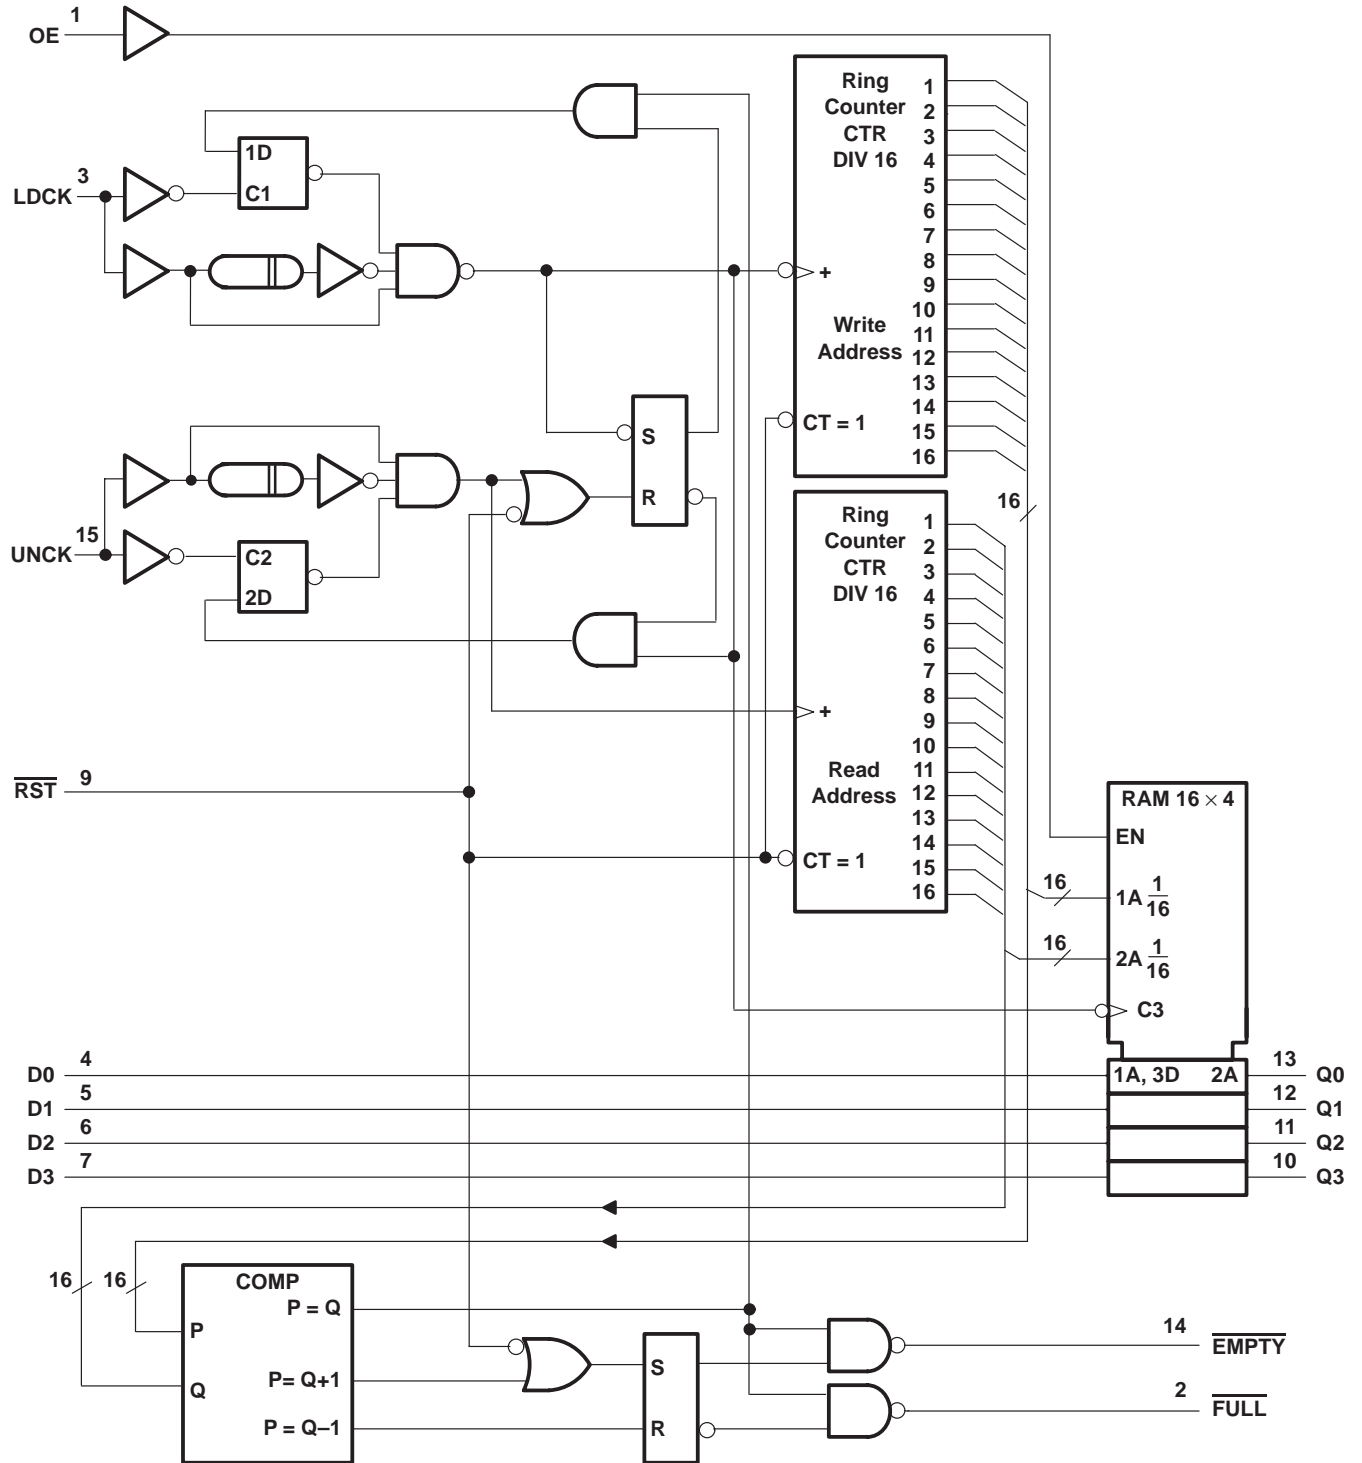 1
OE
Ring
Counter
CTR
DIV 16
1
2
3
4
5
6
7
8
9
10
11
12
13
14
15
16
Write
Address
CT = 1
+
1D
C1
3
LDCK
S
R
16
15
UNCK
C2
2D
Ring
Counter
CTR
DIV 16
1
2
3
4
5
6
7
8
9
10
11
12
13
14
15
16
+
Read
Address
CT = 1
RST
9
RAM 16 × 4
EN
16
1A 1/16
16
2A 1/16
C3
D0
4
1A, 3D 2A
13
Q0
D1
5
12
Q1
D2
6
11
Q2
D3
7
10
Q3
16
16
COMP
P = Q
P
P= Q+1
Q
P = Q–1
S
R
14
EMPTY
2
FULL